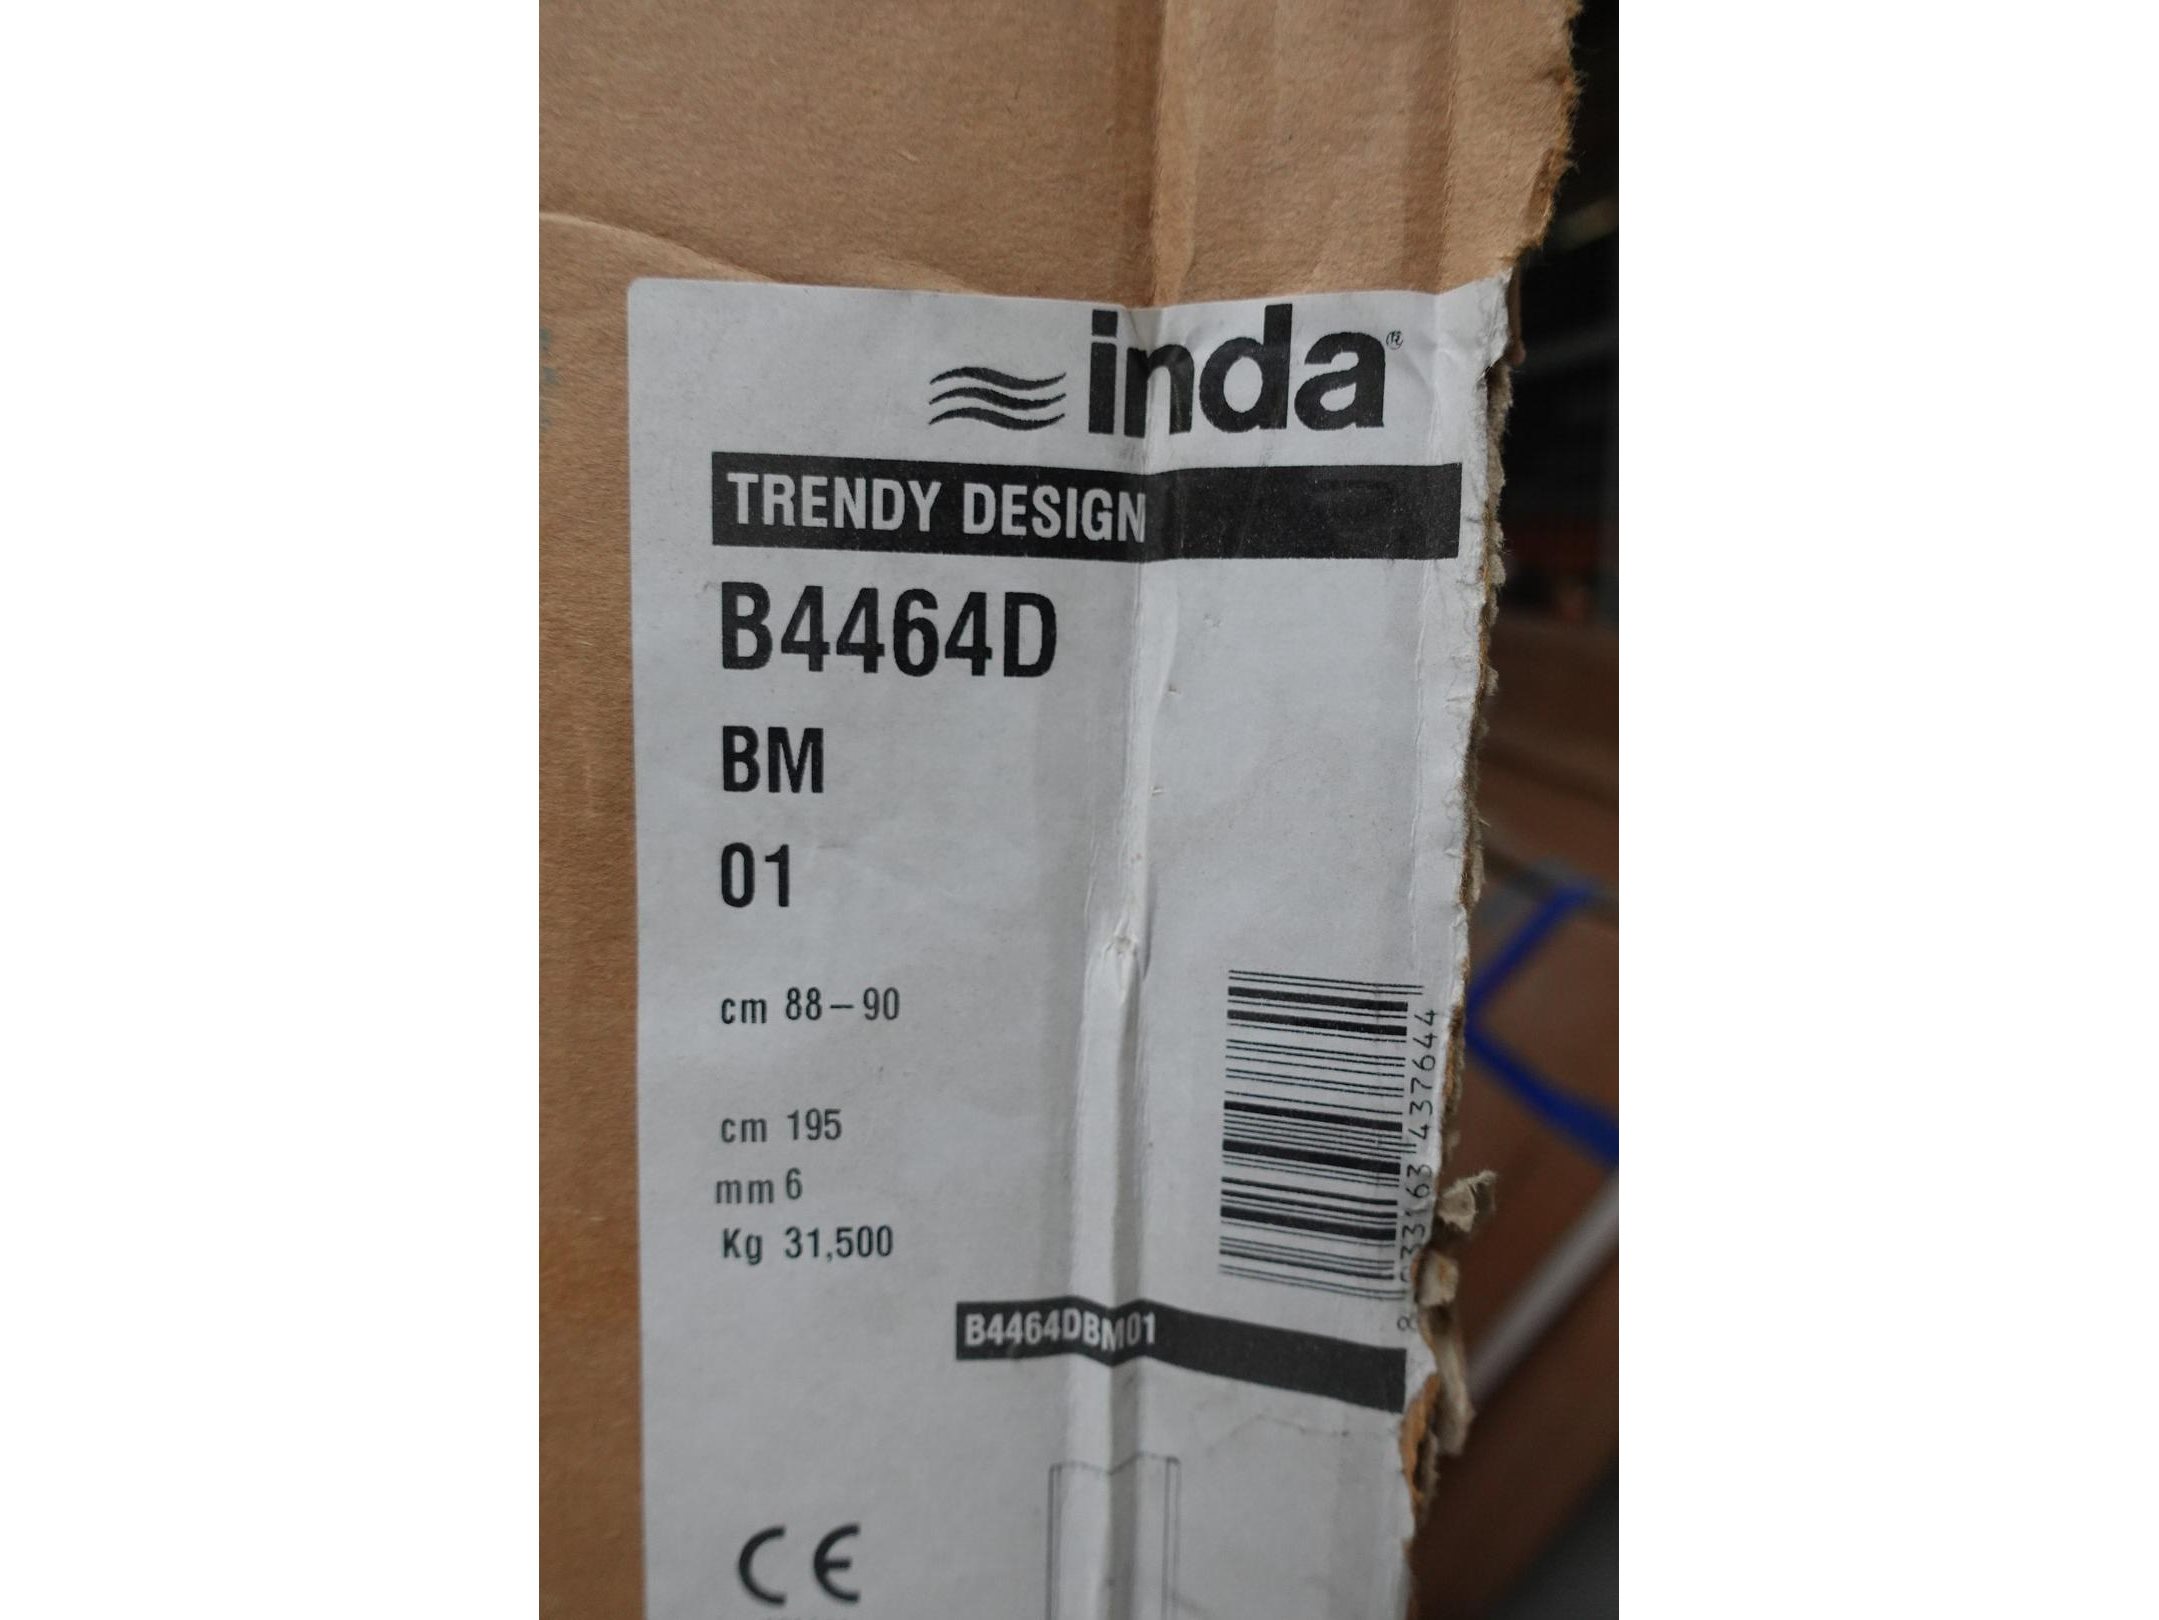 inda®
TRENDY DESIGN
B4464D
BM
01
cm 88–90
cm 195
mm 6
Kg 31,500
B4464DBM01
CE